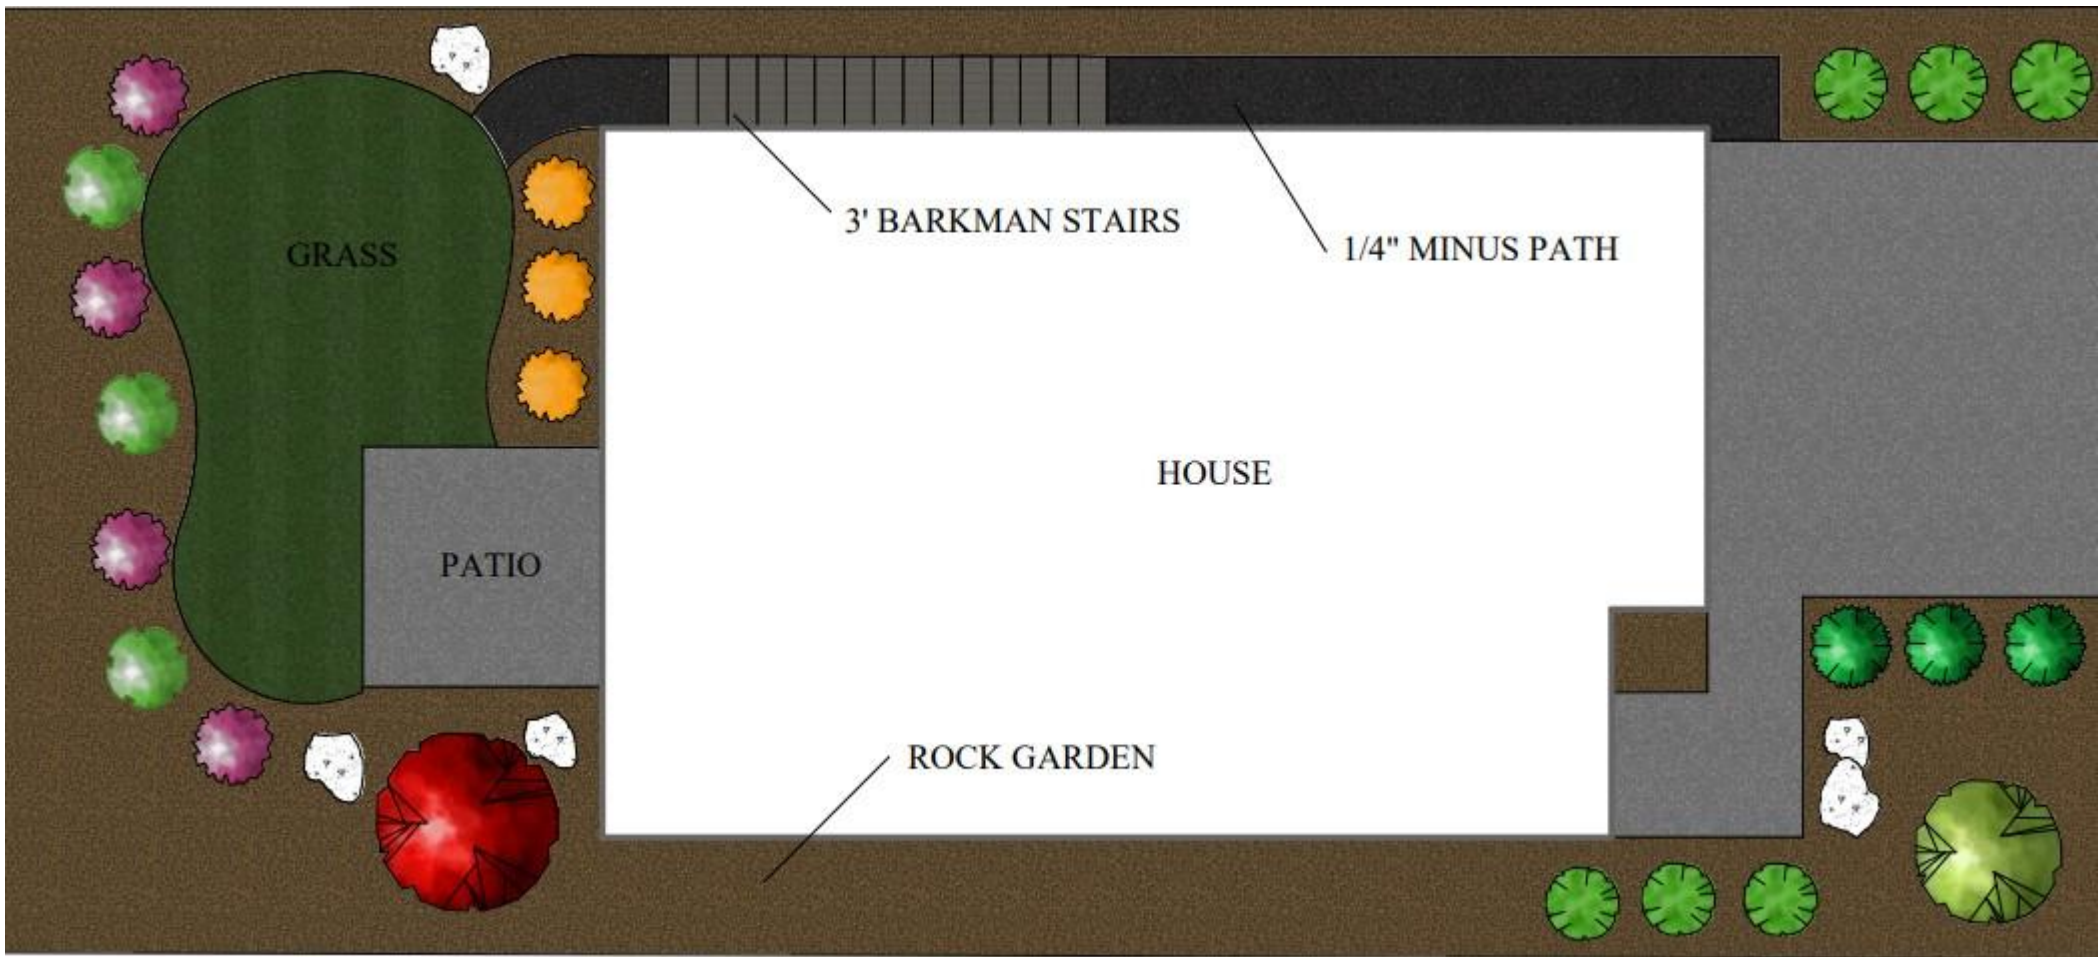 3' BARKMAN STAIRS
1/4" MINUS PATH
GRASS
HOUSE
PATIO
ROCK GARDEN